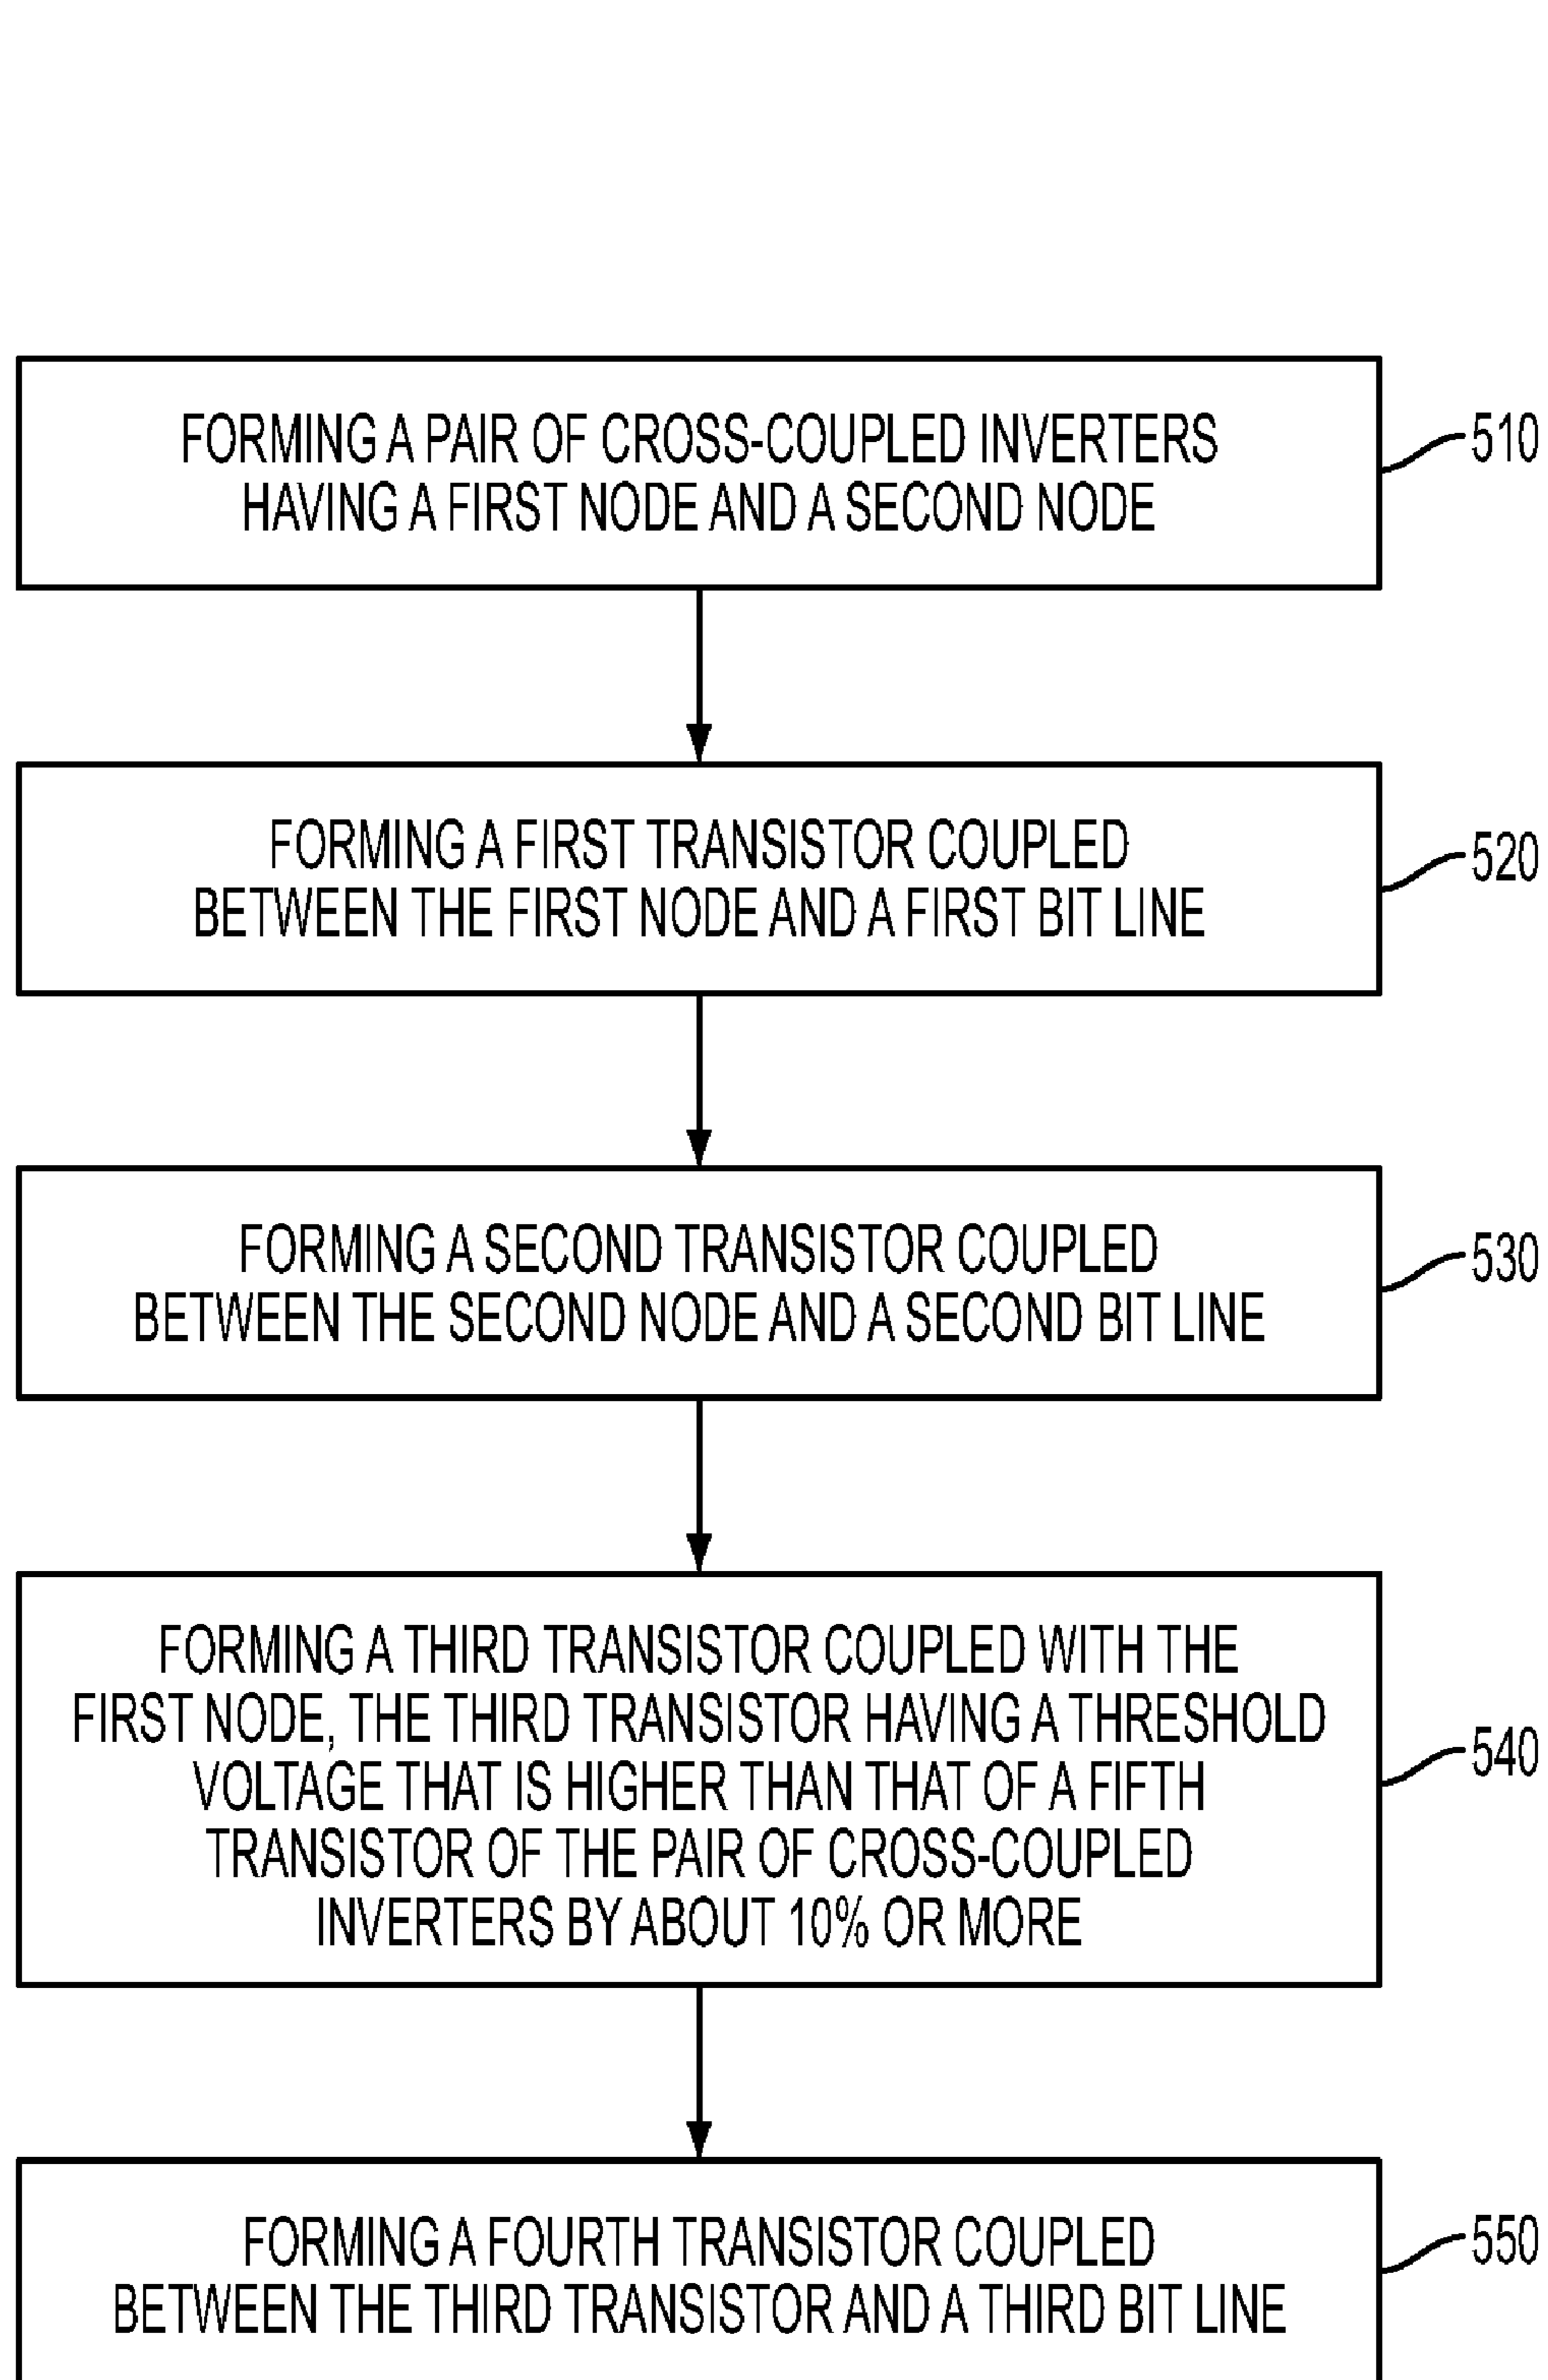 FORMING A PAIR OF CROSS-COUPLED INVERTERS
HAVING A FIRST NODE AND A SECOND NODE
510
FORMING A FIRST TRANSISTOR COUPLED
BETWEEN THE FIRST NODE AND A FIRST BIT LINE
520
FORMING A SECOND TRANSISTOR COUPLED
BETWEEN THE SECOND NODE AND A SECOND BIT LINE
530
FORMING A THIRD TRANSISTOR COUPLED WITH THE
FIRST NODE, THE THIRD TRANSISTOR HAVING A THRESHOLD
VOLTAGE THAT IS HIGHER THAN THAT OF A FIFTH
TRANSISTOR OF THE PAIR OF CROSS-COUPLED
INVERTERS BY ABOUT 10% OR MORE
540
FORMING A FOURTH TRANSISTOR COUPLED
BETWEEN THE THIRD TRANSISTOR AND A THIRD BIT LINE
550